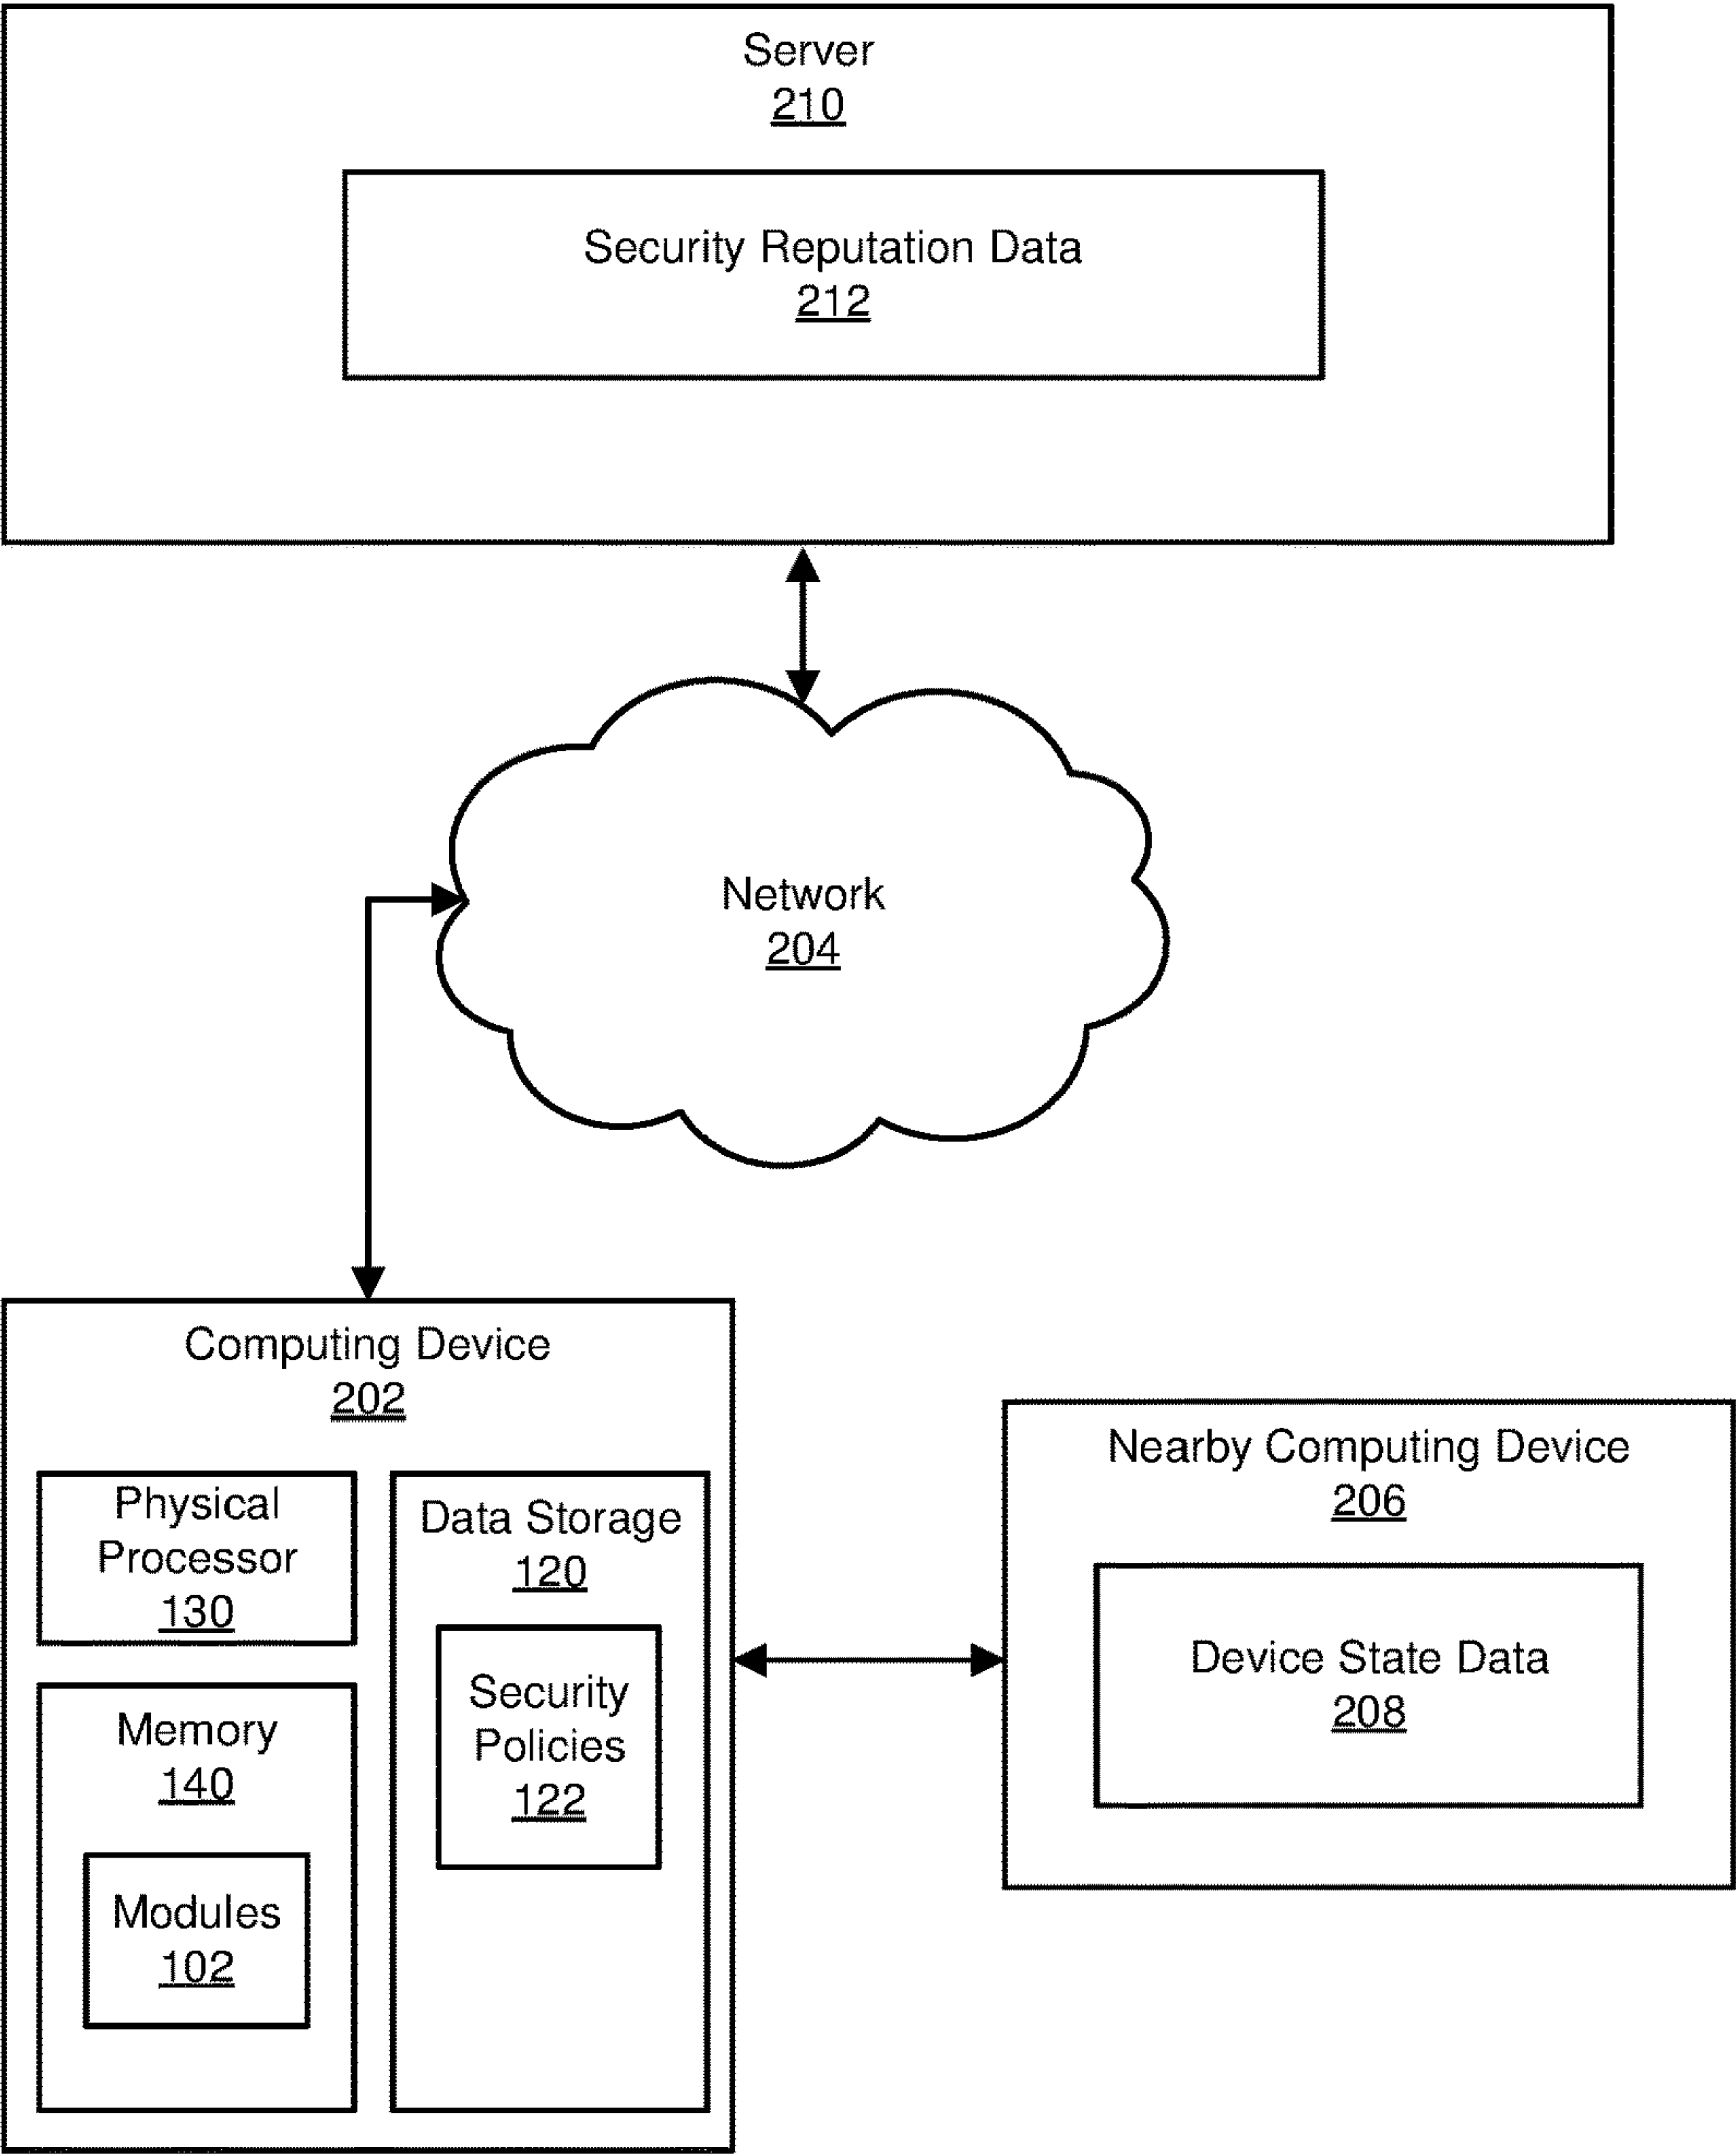 Server
210
Security Reputation Data
212
Network
204
Computing Device
202
Physical
Processor
130
Memory
140
Modules
102
Data Storage
120
Security
Policies
122
Nearby Computing Device
206
Device State Data
208